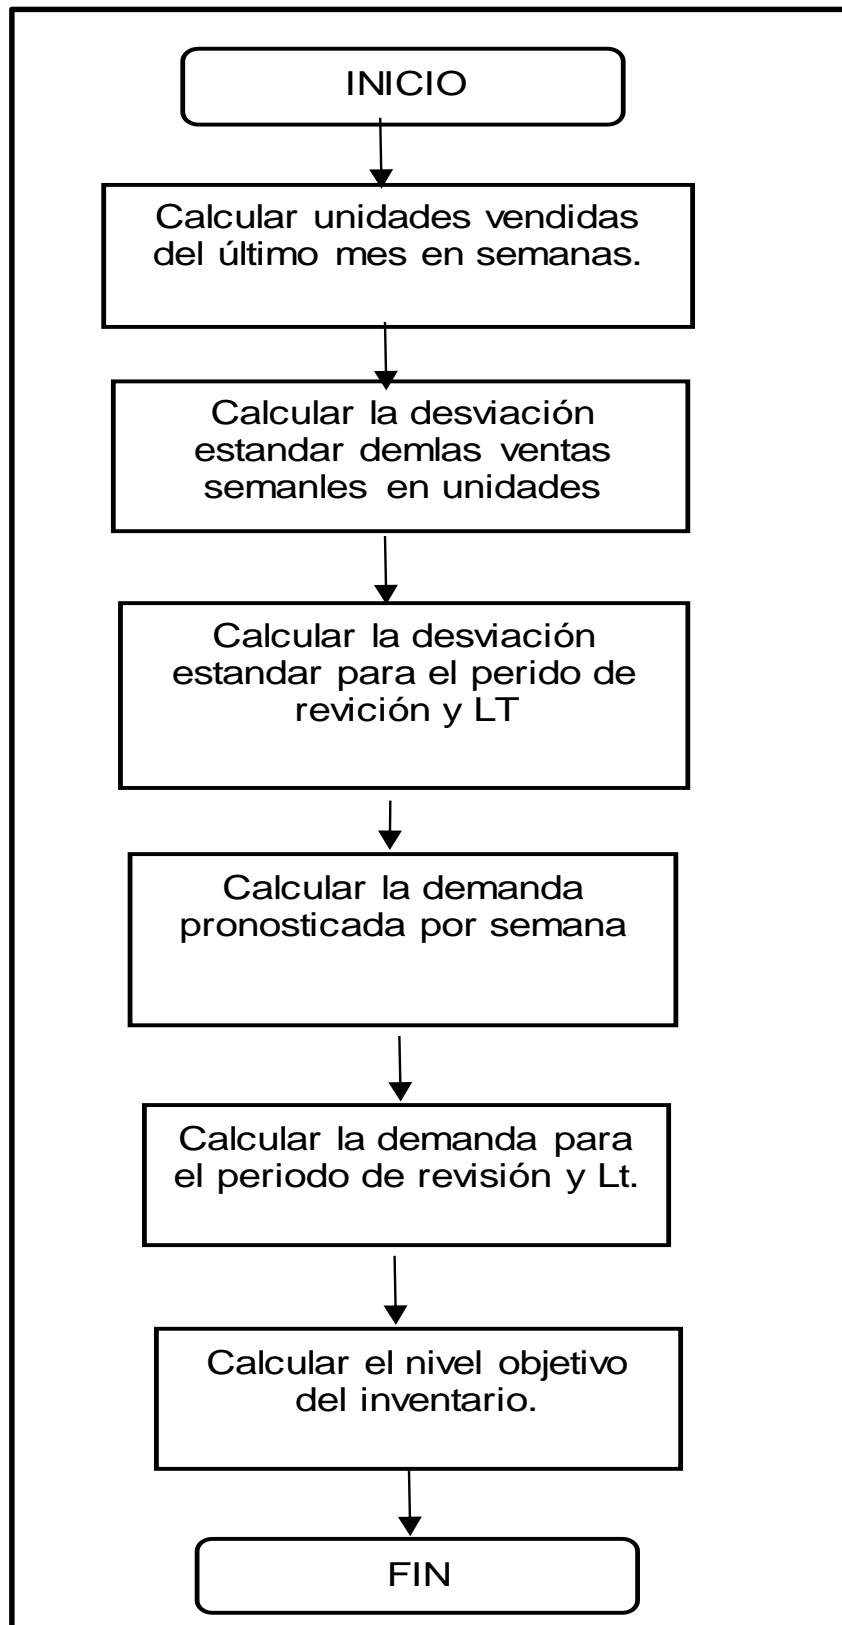 INICIO
Calcular unidades vendidas
del último mes en semanas.
Calcular la desviación
estandar demlas ventas
semanles en unidades
Calcular la desviación
estandar para el perido de
revición y LT
Calcular la demanda
pronosticada por semana
Calcular la demanda para
el periodo de revisión y Lt.
Calcular el nivel objetivo
del inventario.
FIN